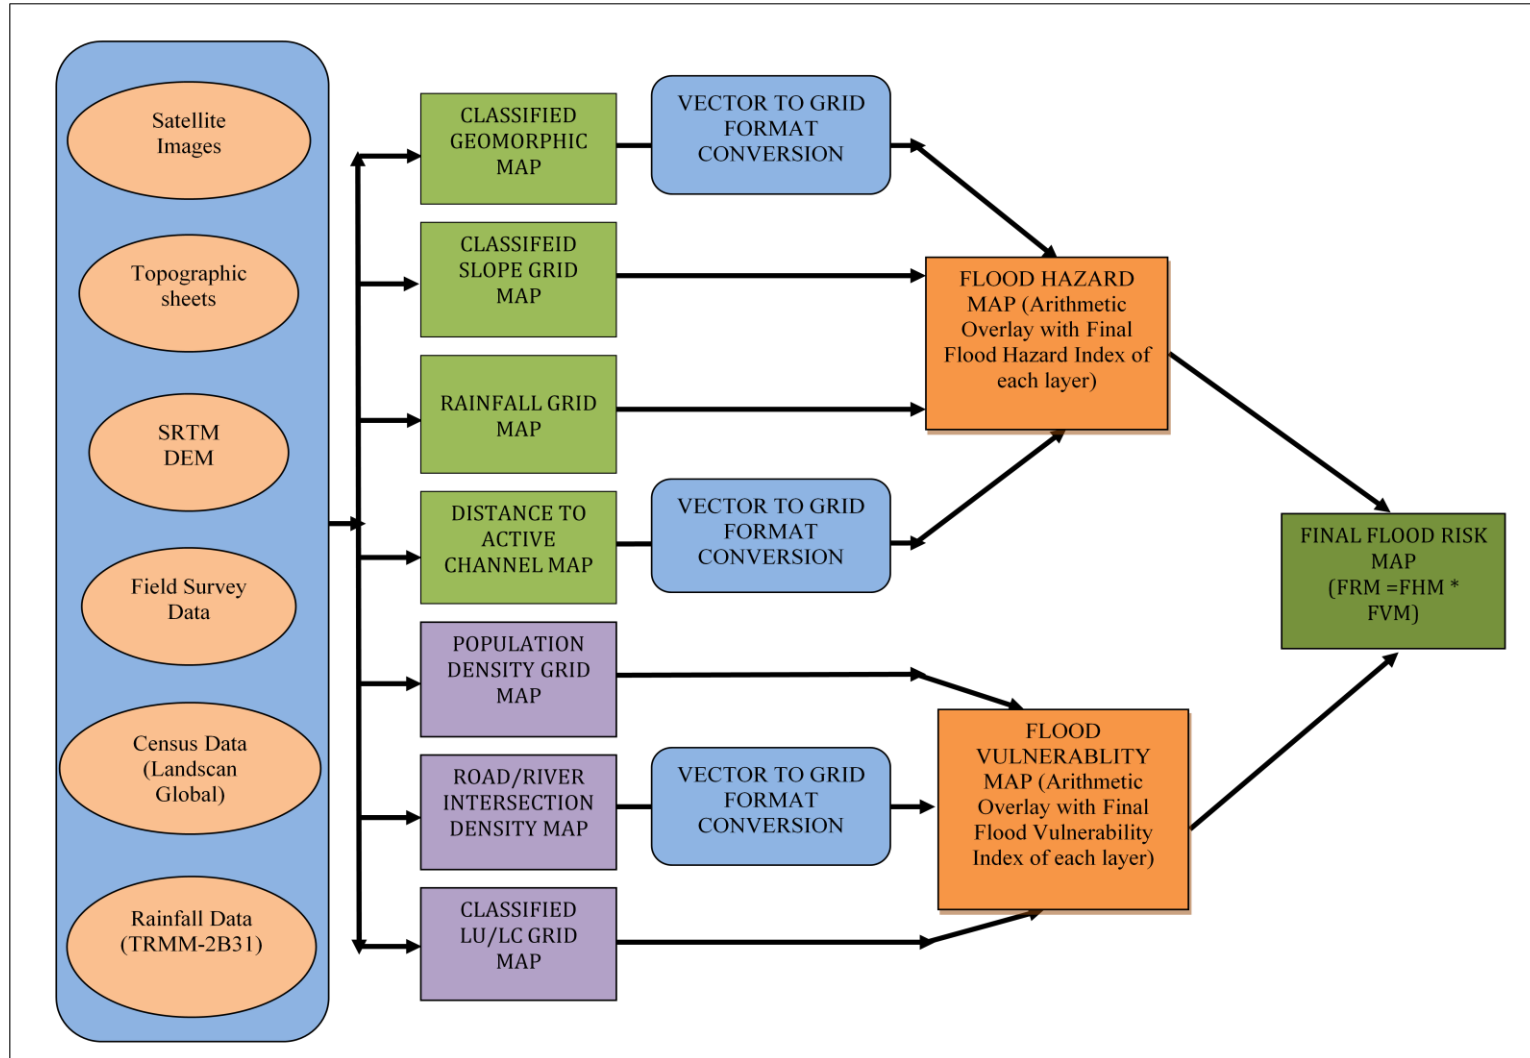 Satellite
Images
Topographic
sheets
SRTM
DEM
Field Survey
Data
Census Data
(Landscan
Global)
Rainfall Data
(TRMM-2B31)
CLASSIFIED
GEOMORPHIC
MAP
CLASSIFEID
SLOPE GRID
MAP
RAINFALL GRID
MAP
DISTANCE TO
ACTIVE
CHANNEL MAP
POPULATION
DENSITY GRID
MAP
ROAD/RIVER
INTERSECTION
DENSITY MAP
CLASSIFIED
LU/LC GRID
MAP
VECTOR TO GRID
FORMAT
CONVERSION
VECTOR TO GRID
FORMAT
CONVERSION
VECTOR TO GRID
FORMAT
CONVERSION
FLOOD HAZARD
MAP (Arithmetic
Overlay with Final
Flood Hazard Index of
each layer)
FLOOD
VULNERABLITY
MAP (Arithmetic
Overlay with Final
Flood Vulnerability
Index of each layer)
FINAL FLOOD RISK
MAP
(FRM =FHM *
FVM)